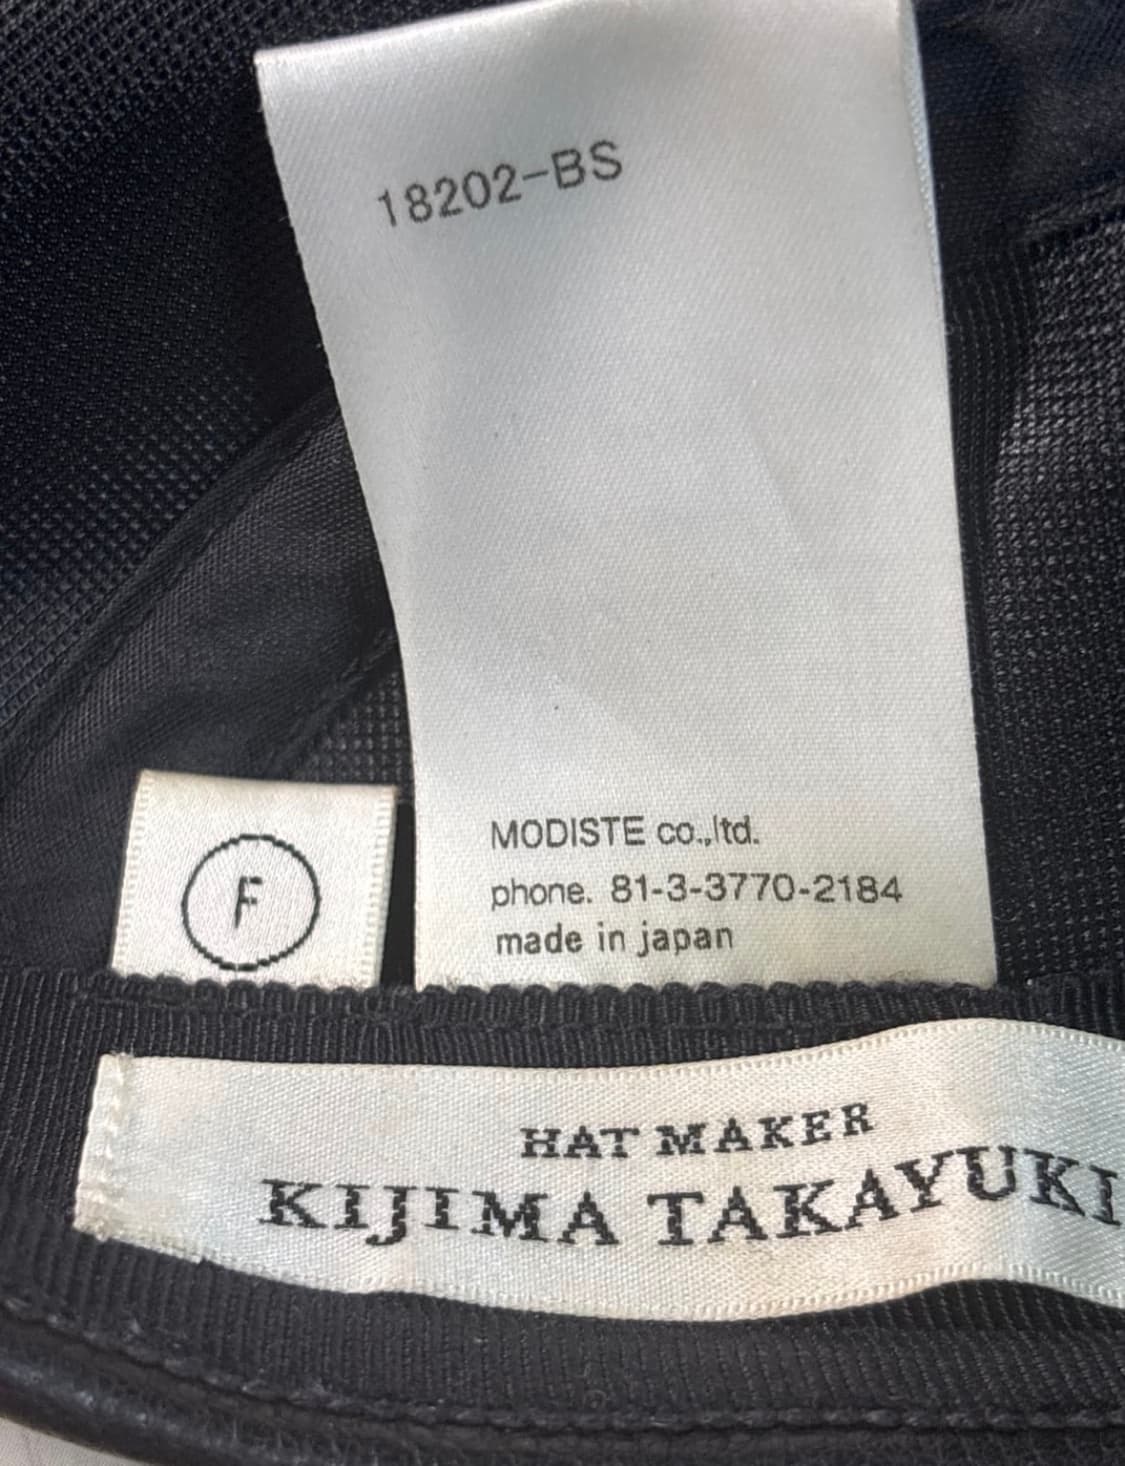 18202-BS
MODISTE co.,ltd.
phone. 81-3-3770-2184
made in japan
F
HAT MAKER
KIJIMA TAKAYUKI